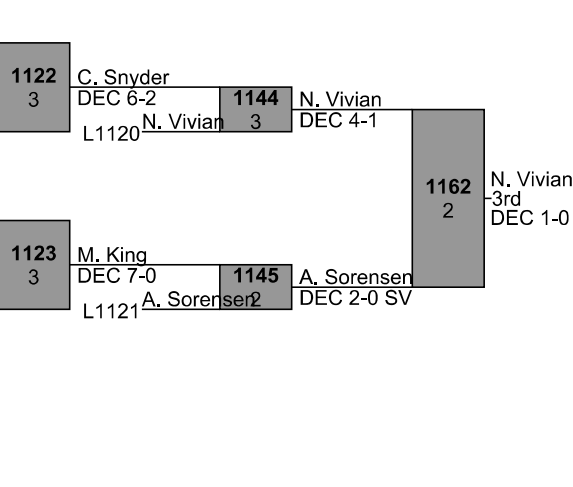 1122
3
C. Snyder
DEC 6-2
L1120
N. Vivian
1144
3
N. Vivian
DEC 4-1
1123
3
M. King
DEC 7-0
L1121
A. Sorensen
1145
2
A. Sorensen
DEC 2-0 SV
1162
2
N. Vivian
3rd
DEC 1-0